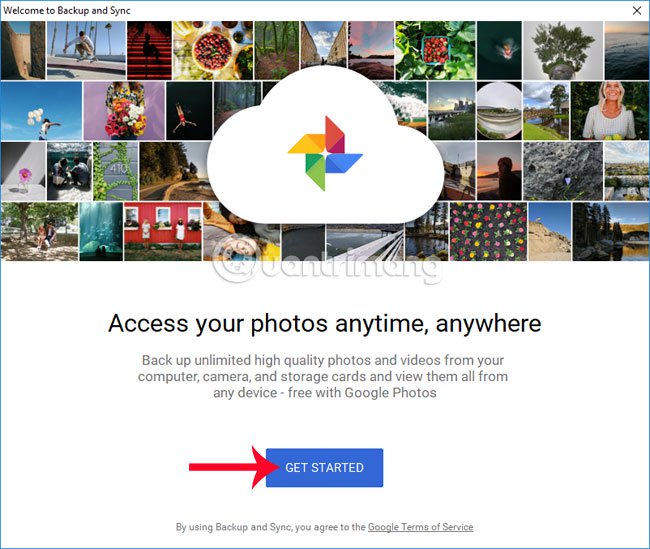 Welcome to Backup and Sync
410
Quantrimang
Access your photos anytime, anywhere
Back up unlimited high quality photos and videos from your
computer, camera, and storage cards and view them all from
any device - free with Google Photos
GET STARTED
By using Backup and Sync, you agree to the Google Terms of Service